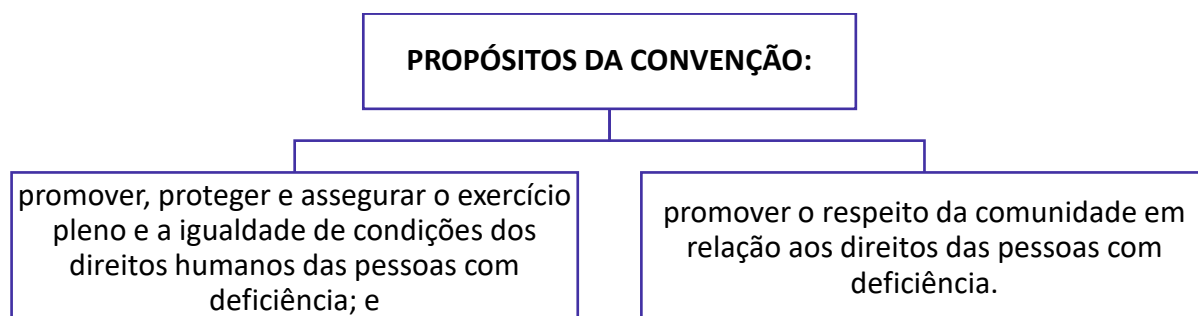 PROPÓSITOS DA CONVENÇÃO:
promover, proteger e assegurar o exercício
pleno e a igualdade de condições dos
direitos humanos das pessoas com
deficiência; e
promover o respeito da comunidade em
relação aos direitos das pessoas com
deficiência.